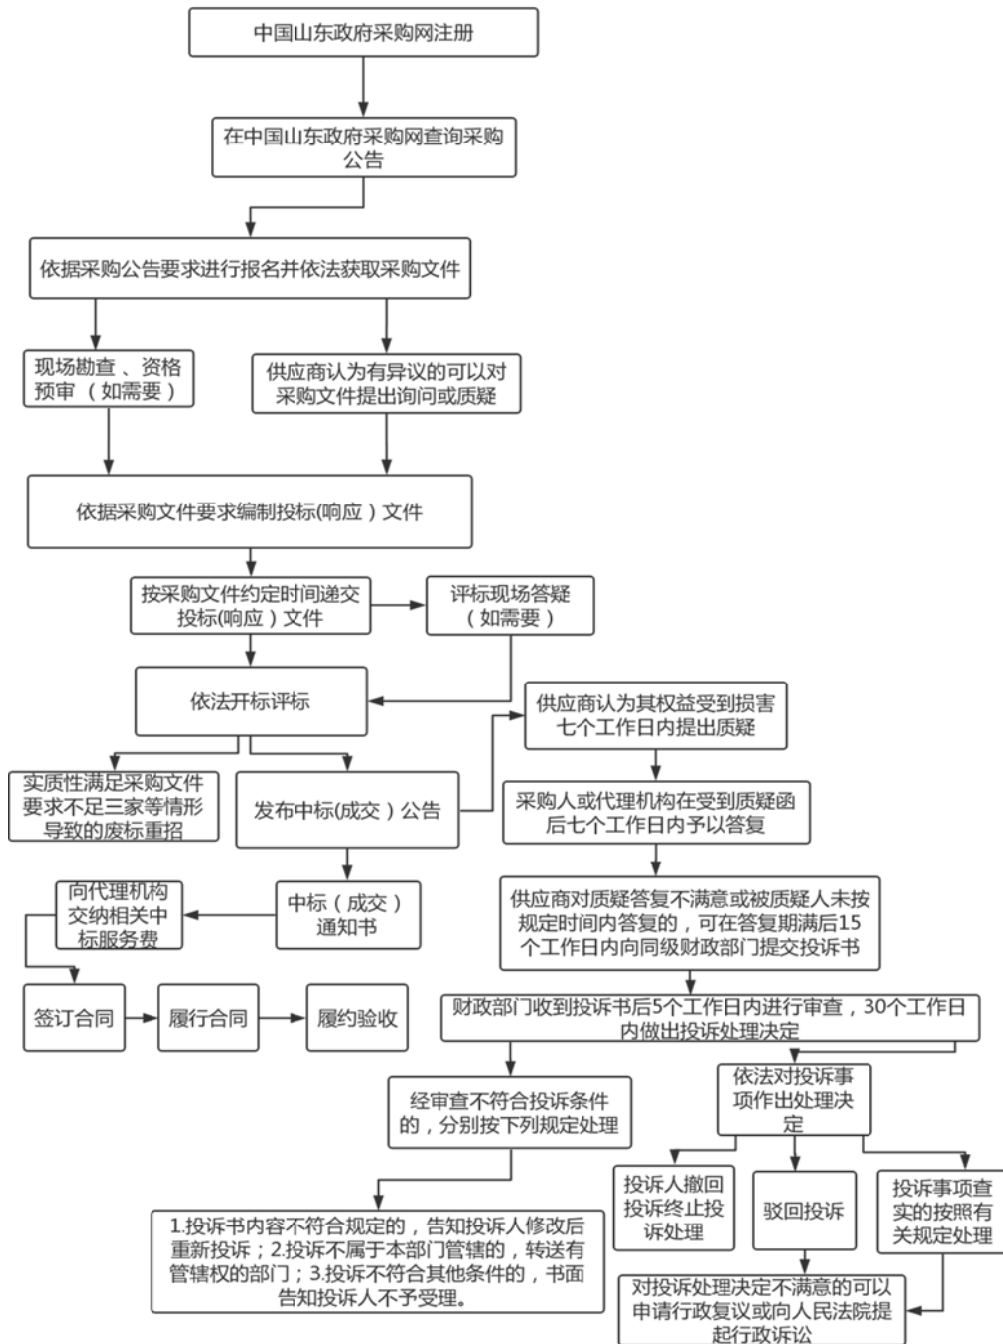 中国山东政府采购网注册
在中国山东政府采购网查询采购
公告
依据采购公告要求进行报名并依法获取采购文件
现场勘查 、资格
预审 （如需要）
供应商认为有异议的可以对
采购文件提出询问或质疑
依据采购文件要求编制投标(响应 ）文件
按采购文件约定时间递交
投标(响应 ）文件
评标现场答疑
（如需要）
依法开标评标
供应商认为其权益受到损害
七个工作日内提出质疑
实质性满足采购文件
要求不足三家等情形
导致的废标重招
发布中标(成交 ）公告
采购人或代理机构在受到质疑函
后七个工作日内予以答复
向代理机构
交纳相关中
标服务费
中标（成交）
通知书
供应商对质疑答复不满意或被质疑人未按
规定时间内答复的，可在答复期满后15
个工作日内向同级财政部门提交投诉书
签订合同
履行合同
履约验收
财政部门收到投诉书后5个工作日内进行审查，30个工作日
内做出投诉处理决定
经审查不符合投诉条件
的，分别按下列规定处理
依法对投诉事
项作出处理决
定
投诉人撤回
投诉终止投
诉处理
驳回投诉
投诉事项查
实的按照有
关规定处理
1.投诉书内容不符合规定的，告知投诉人修改后
重新投诉；2.投诉不属于本部门管辖的，转送有
管辖权的部门；3.投诉不符合其他条件的，书面
告知投诉人不予受理。
对投诉处理决定不满意的可以
申请行政复议或向人民法院提
起行政诉讼